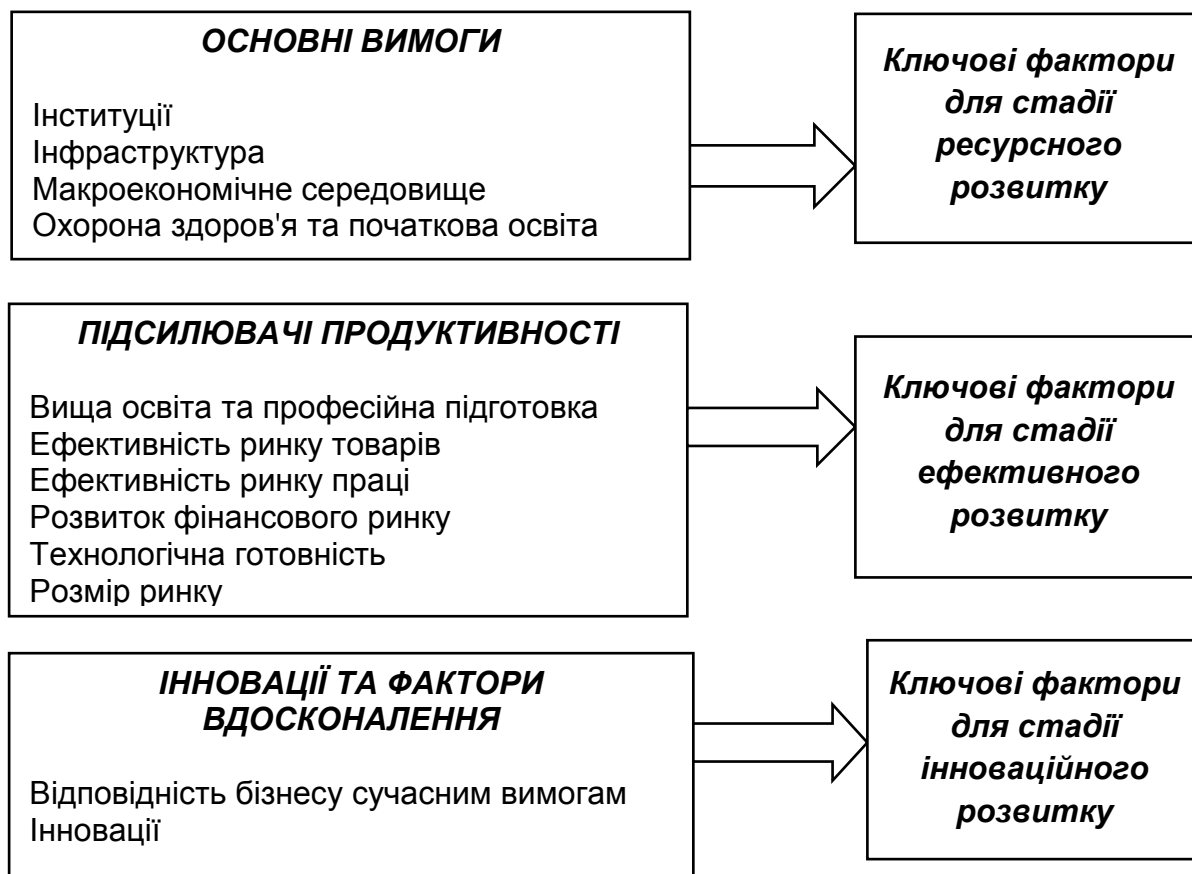 ОСНОВНІ ВИМОГИ
Інституції
Інфраструктура
Макроекономічне середовище
Охорона здоров'я та початкова освіта
Ключові фактори
для стадії
ресурсного
розвитку
ПІДСИЛЮВАЧІ ПРОДУКТИВНОСТІ
Вища освіта та професійна підготовка
Ефективність ринку товарів
Ефективність ринку праці
Розвиток фінансового ринку
Технологічна готовність
Розмір ринку
Ключові фактори
для стадії
ефективного
розвитку
ІННОВАЦІЇ ТА ФАКТОРИ
ВДОСКОНАЛЕННЯ
Відповідність бізнесу сучасним вимогам
Інновації
Ключові фактори
для стадії
інноваційного
розвитку